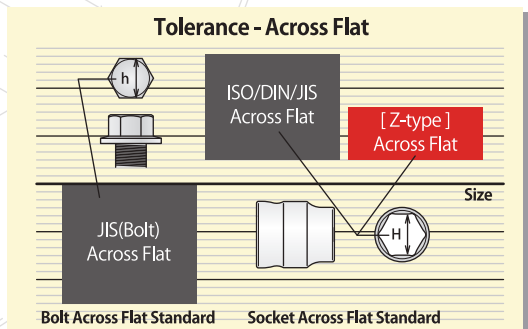 Tolerance - Across Flat
h
ISO/DIN/JIS
Across Flat
[ Z-type ]
Across Flat
Size
JIS(Bolt)
Across Flat
H
Bolt Across Flat Standard
Socket Across Flat Standard